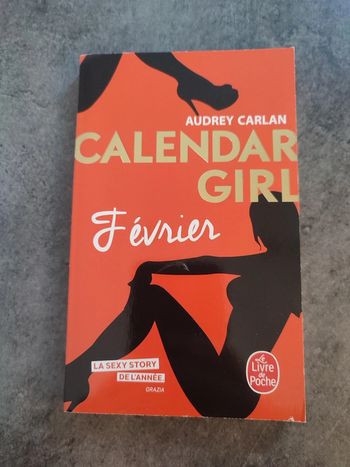 AUDREY CARLAN
CALENDAR
GIRL
Février
LA SEXY STORY
DE L'ANNÉE.
GRAZIA
Le
Livre
de
Poche